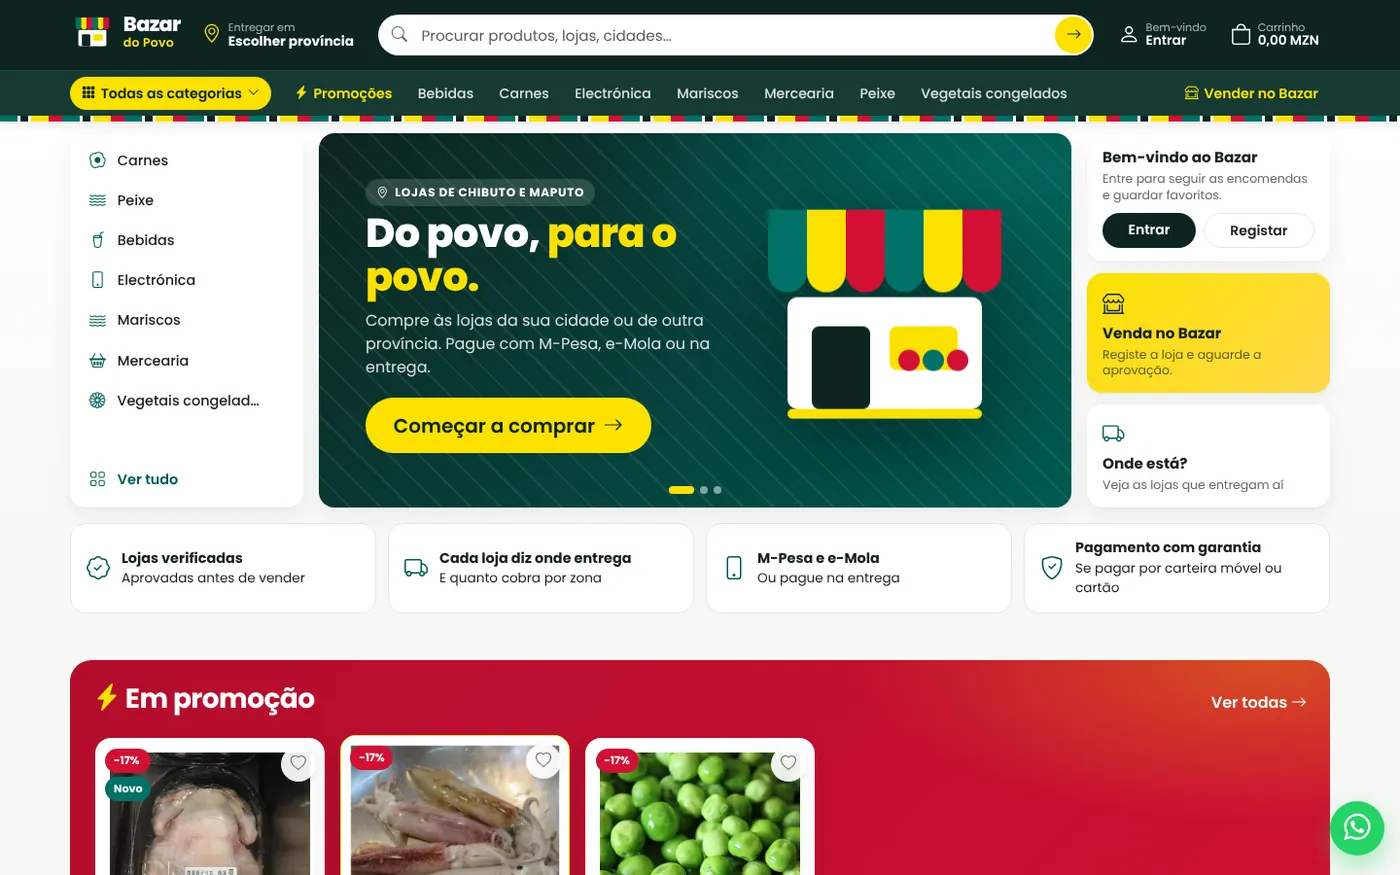 Bazar
do Povo
Entregar em
Escolher província
Procurar produtos, lojas, cidades...
Bem-vindo
Entrar
Carrinho
0,00 MZN
Todas as categorias
Promoções
Bebidas
Carnes
Electrónica
Mariscos
Mercearia
Peixe
Vegetais congelados
Vender no Bazar
Carnes
Peixe
Bebidas
Electrónica
Mariscos
Mercearia
Vegetais congelad...
Ver tudo
LOJAS DE CHIBUTO E MAPUTO
Do povo, para o
povo.
Compre às lojas da sua cidade ou de outra
província. Pague com M-Pesa, e-Mola ou na
entrega.
Começar a comprar
Bem-vindo ao Bazar
Entre para seguir as encomendas
e guardar favoritos.
Entrar
Registar
Venda no Bazar
Registe a loja e aguarde a
aprovação.
Onde está?
Veja as lojas que entregam aí
Lojas verificadas
Aprovadas antes de vender
Cada loja diz onde entrega
E quanto cobra por zona
M-Pesa e e-Mola
Ou pague na entrega
Pagamento com garantia
Se pagar por carteira móvel ou
cartão
Em promoção
Ver todas
-17%
Novo
-17%
-17%